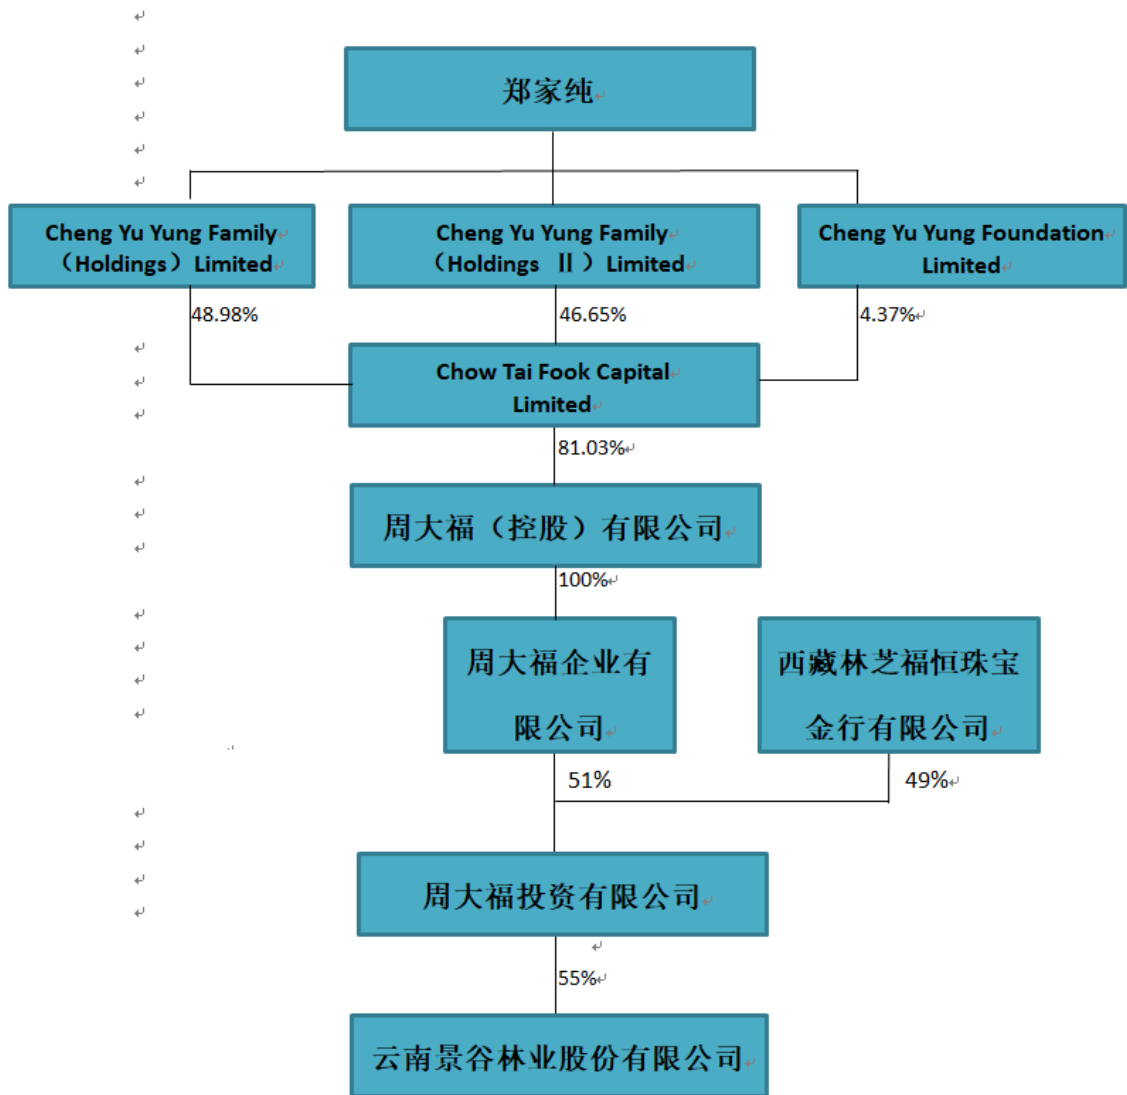 郑家纯
Cheng Yu Yung Family
（Holdings）Limited
Cheng Yu Yung Family
（Holdings Ⅱ）Limited
Cheng Yu Yung Foundation
Limited
48.98%
46.65%
4.37%
Chow Tai Fook Capital
Limited
81.03%
周大福（控股）有限公司
100%
周大福企业有
限公司
西藏林芝福恒珠宝
金行有限公司
51%
49%
周大福投资有限公司
55%
云南景谷林业股份有限公司